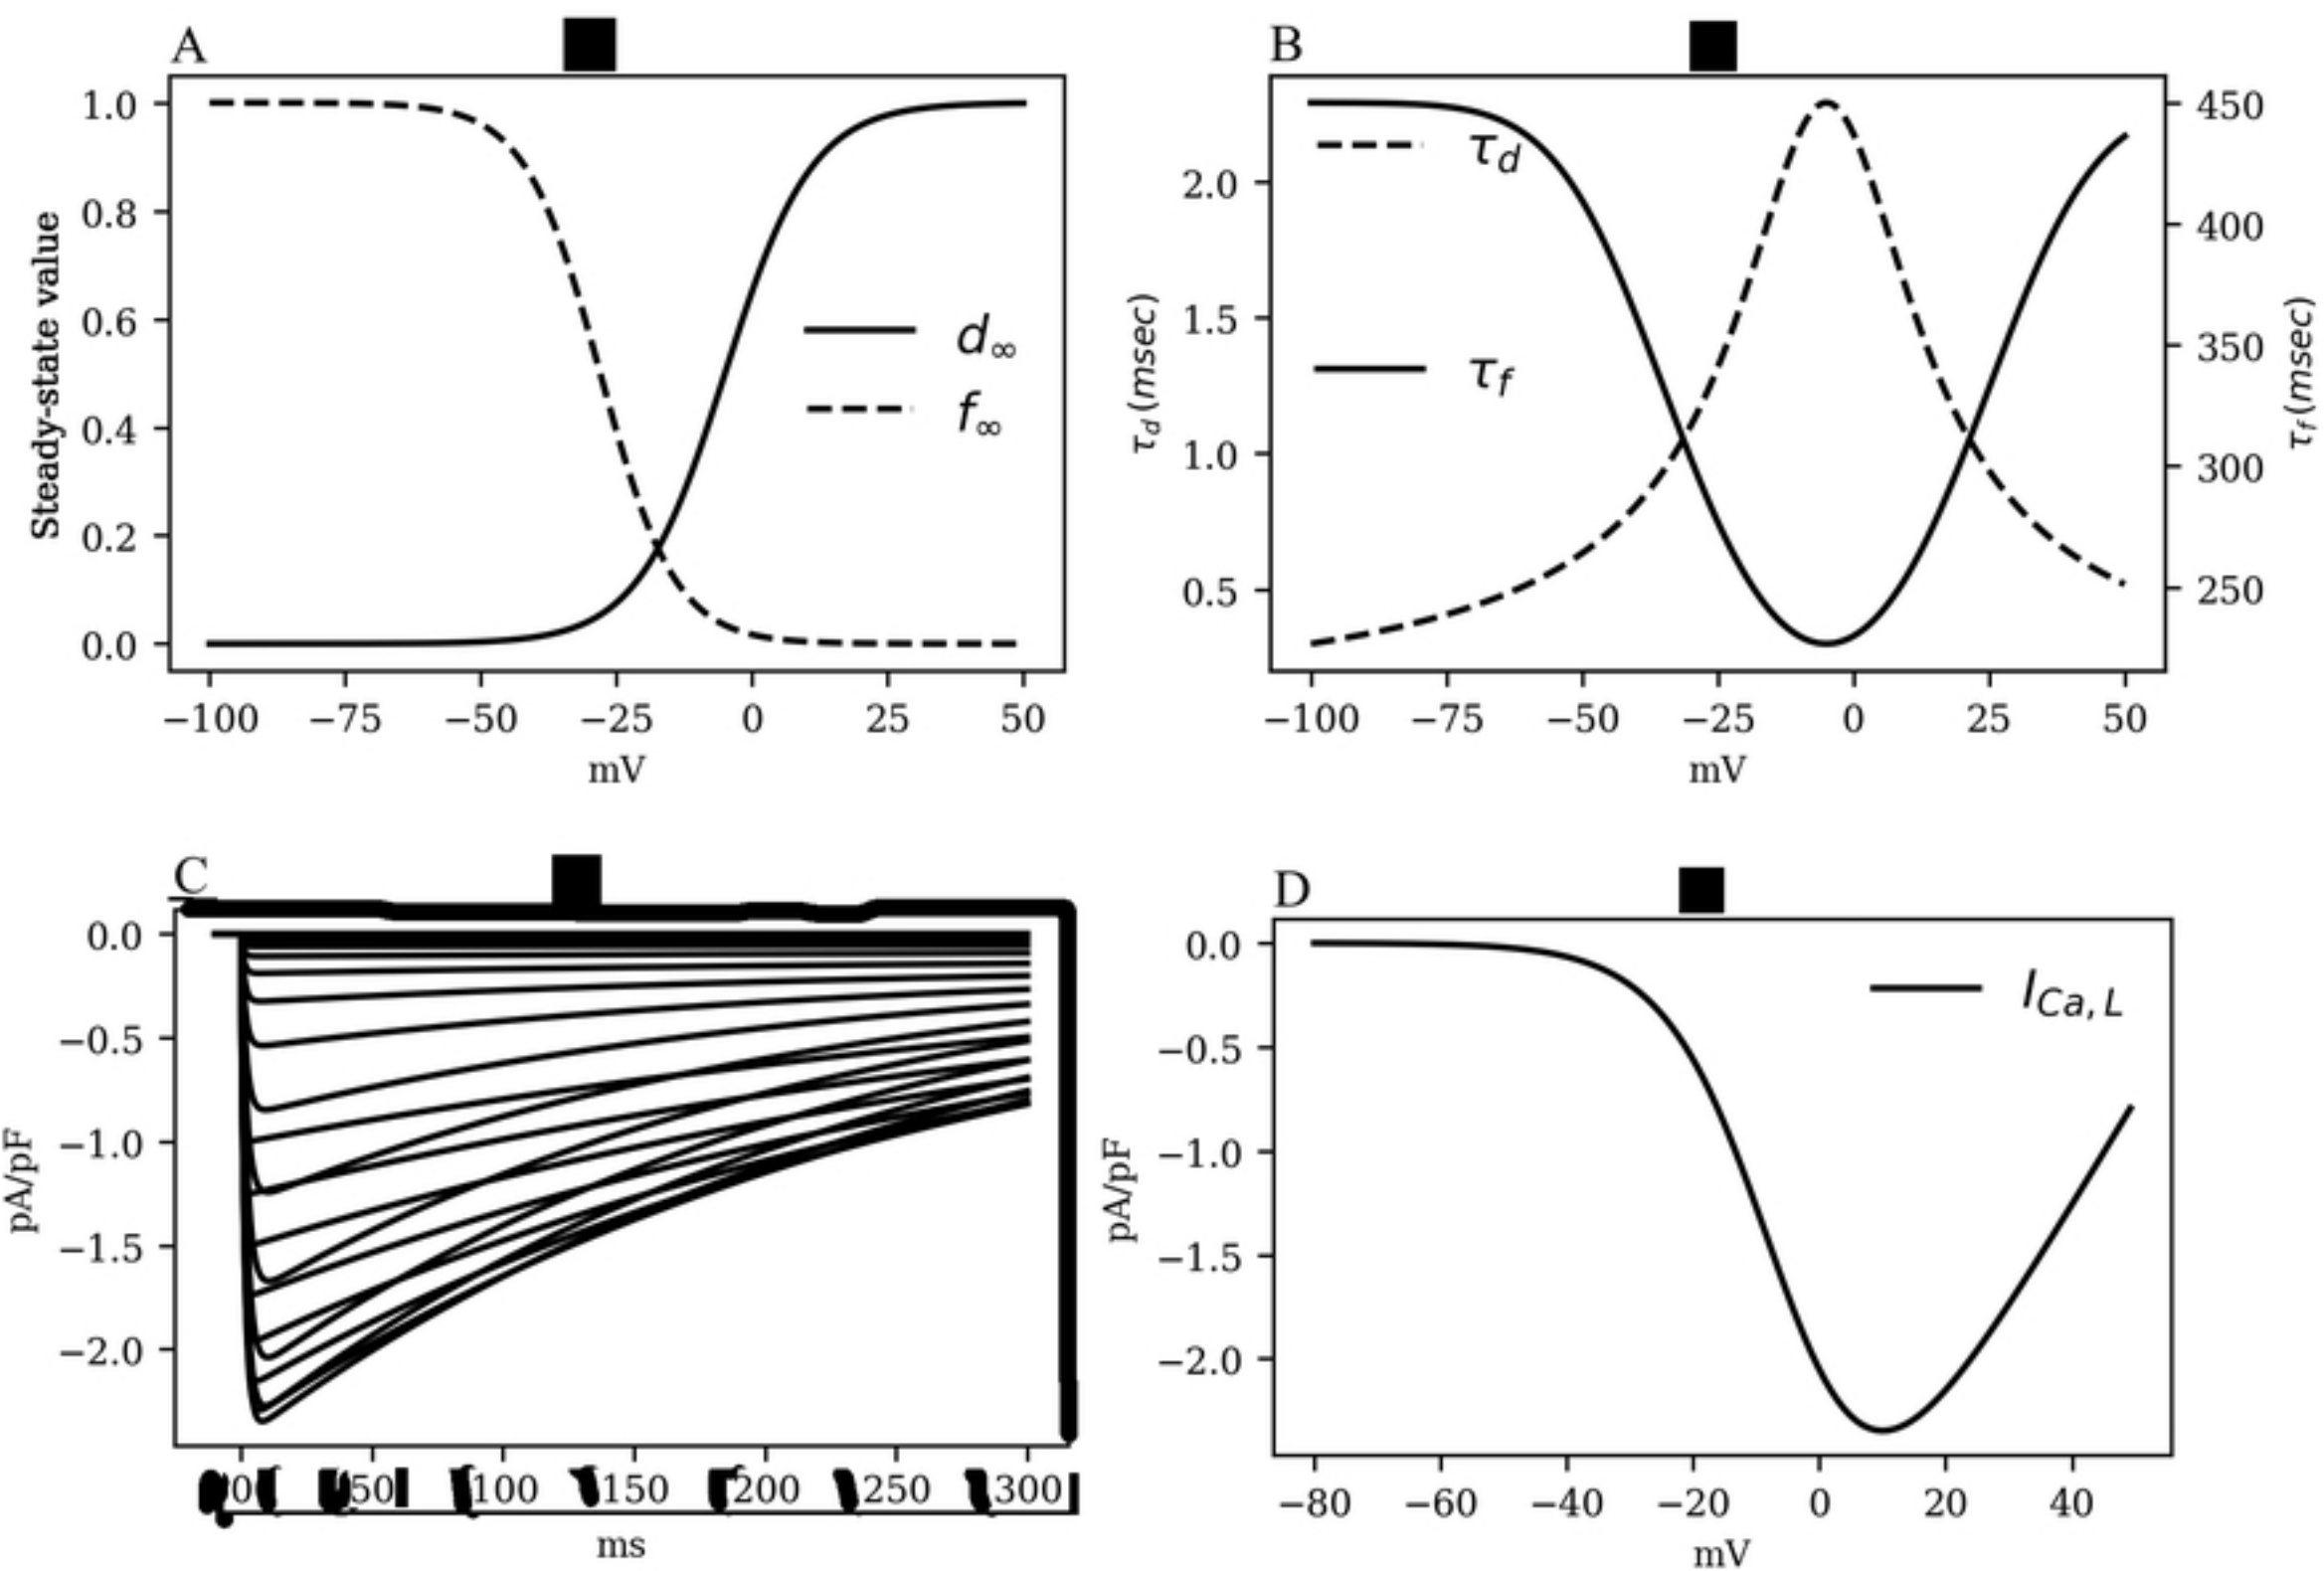 A
1.0
0.8
0.6
0.4
0.2
0.0
Steady-state value
d∞
f∞
−100 −75 −50 −25 0 25 50
mV
B
2.0
1.5
1.0
0.5
τd (msec)
τd
τf
450
400
350
300
250
τf (msec)
−100 −75 −50 −25 0 25 50
mV
C
0.0
−0.5
−1.0
−1.5
−2.0
pA/pF
50 100 150 200 250 300
ms
D
0.0
−0.5
−1.0
−1.5
−2.0
pA/pF
ICa, L
−80 −60 −40 −20 0 20 40
mV